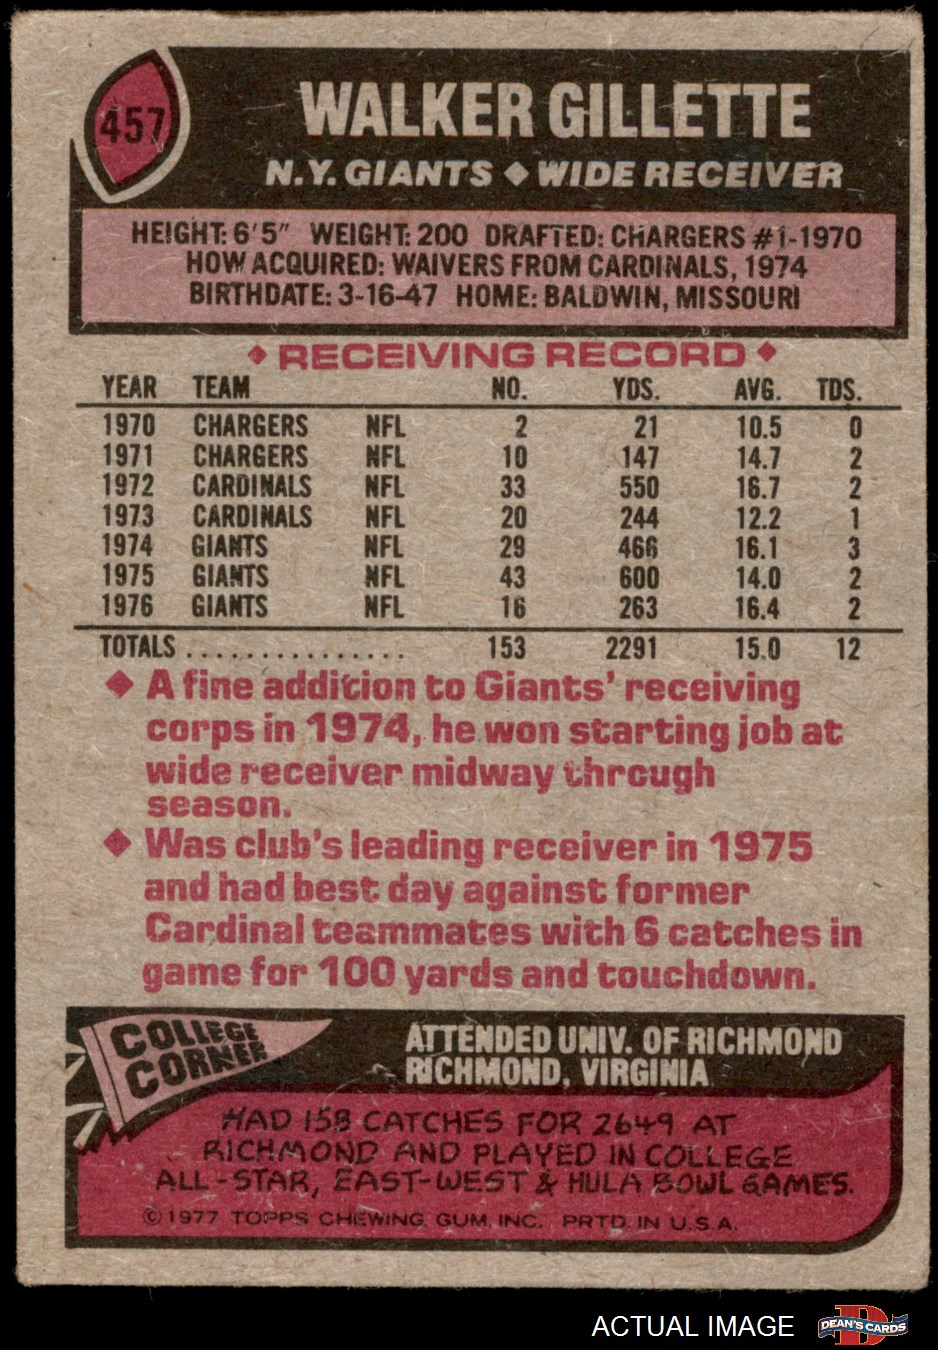 457
WALKER GILLETTE
N.Y. GIANTS ♦ WIDE RECEIVER
HEIGHT: 6'5" WEIGHT: 200 DRAFTED: CHARGERS #1-1970
HOW ACQUIRED: WAIVERS FROM CARDINALS, 1974
BIRTHDATE: 3-16-47 HOME: BALDWIN, MISSOURI
♦ RECEIVING RECORD ♦
YEAR TEAM NO. YDS. AVG. TDS.
1970 CHARGERS NFL 2 21 10.5 0
1971 CHARGERS NFL 10 147 14.7 2
1972 CARDINALS NFL 33 550 16.7 2
1973 CARDINALS NFL 20 244 12.2 1
1974 GIANTS NFL 29 466 16.1 3
1975 GIANTS NFL 43 600 14.0 2
1976 GIANTS NFL 16 263 16.4 2
TOTALS ............... 153 2291 15.0 12
♦ A fine addition to Giants' receiving
corps in 1974, he won starting job at
wide receiver midway through
season.
♦ Was club's leading receiver in 1975
and had best day against former
Cardinal teammates with 6 catches in
game for 100 yards and touchdown.
COLLEGE
CORNER
ATTENDED UNIV. OF RICHMOND
RICHMOND, VIRGINIA
HAD 158 CATCHES FOR 2649 AT
RICHMOND AND PLAYED IN COLLEGE
ALL-STAR, EAST-WEST & HULA BOWL GAMES.
© 1977 TOPPS CHEWING GUM, INC. PRTD. IN U.S.A.
ACTUAL IMAGE
DEAN'S CARDS